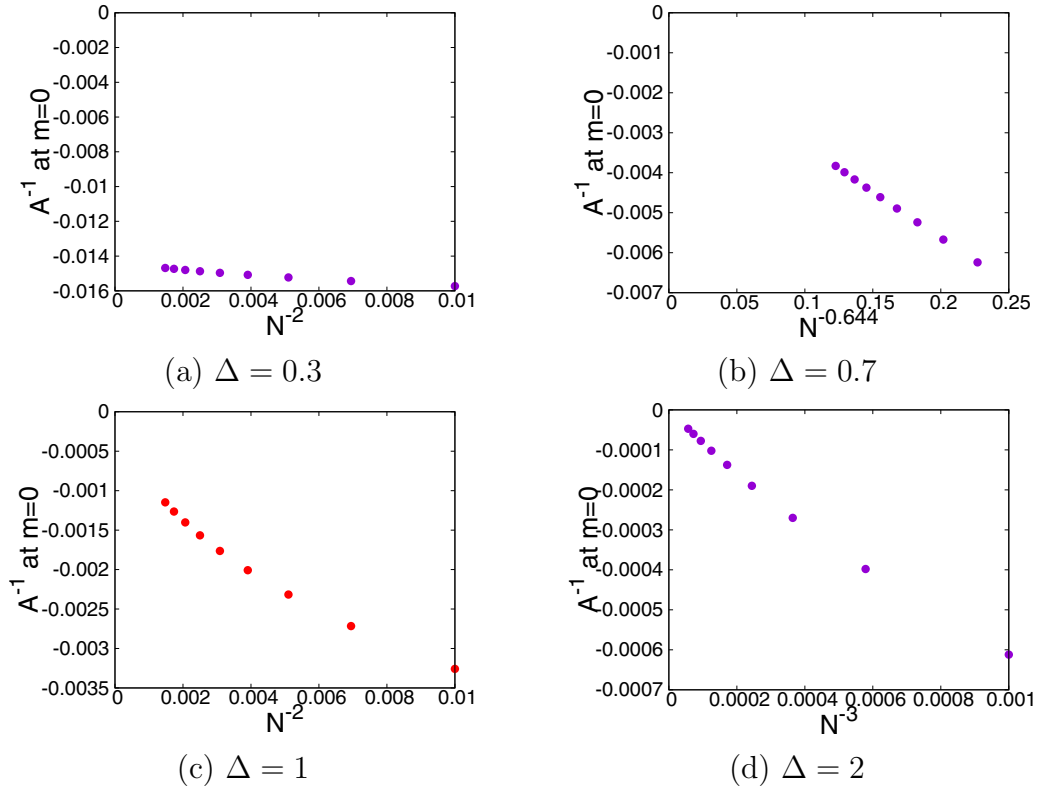 0
-0.002
-0.004
-0.006
-0.008
-0.01
-0.012
-0.014
-0.016
A^-1 at m=0
0 0.002 0.004 0.006 0.008 0.01
N^-2
(a) Δ = 0.3
0
-0.001
-0.002
-0.003
-0.004
-0.005
-0.006
-0.007
A^-1 at m=0
0 0.05 0.1 0.15 0.2 0.25
N^-0.644
(b) Δ = 0.7
0
-0.0005
-0.001
-0.0015
-0.002
-0.0025
-0.003
-0.0035
A^-1 at m=0
0 0.002 0.004 0.006 0.008 0.01
N^-2
(c) Δ = 1
0
-0.0001
-0.0002
-0.0003
-0.0004
-0.0005
-0.0006
-0.0007
A^-1 at m=0
0 0.0002 0.0004 0.0006 0.0008 0.001
N^-3
(d) Δ = 2